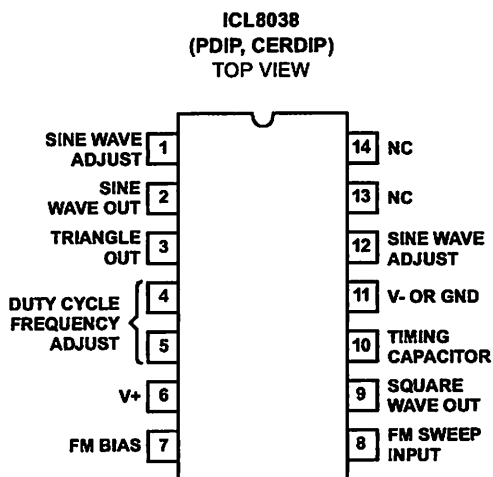 ICL8038
(PDIP, CERDIP)
TOP VIEW
SINE WAVE
ADJUST
1
SINE
WAVE OUT
2
TRIANGLE
OUT
3
DUTY CYCLE
FREQUENCY
ADJUST
4
5
V+
6
FM BIAS
7
14
NC
13
NC
12
SINE WAVE
ADJUST
11
V- OR GND
10
TIMING
CAPACITOR
9
SQUARE
WAVE OUT
8
FM SWEEP
INPUT